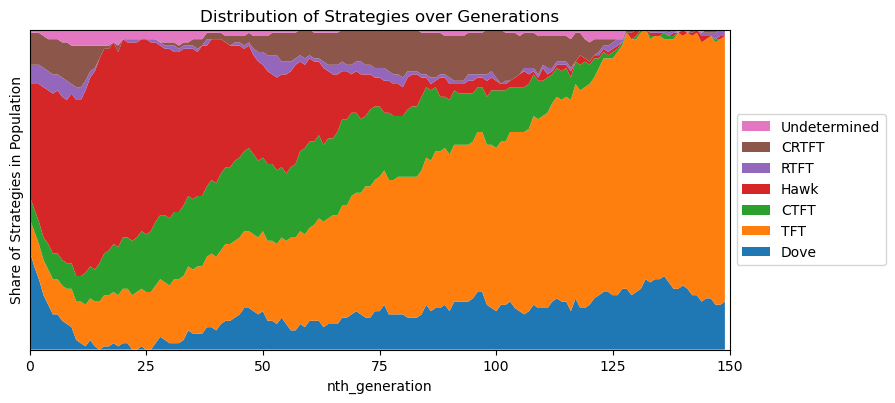 Distribution of Strategies over Generations
Share of Strategies in Population
0 25 50 75 100 125 150
nth_generation
Undetermined
CRTFT
RTFT
Hawk
CTFT
TFT
Dove